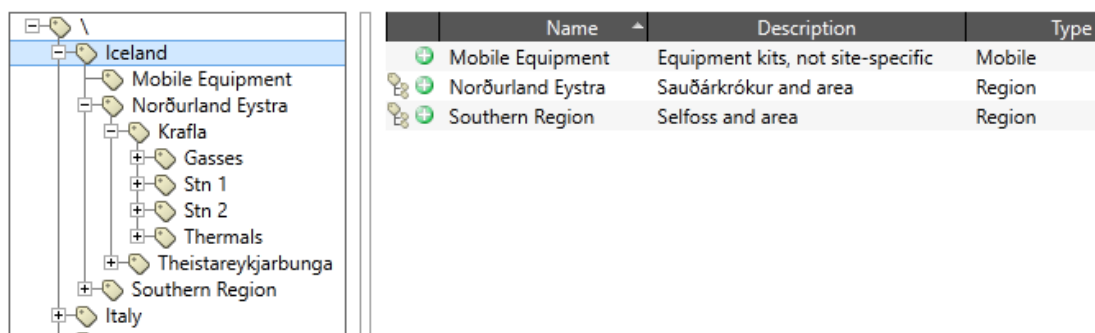 \
Iceland
Mobile Equipment
Norðurland Eystra
Krafla
Gasses
Stn 1
Stn 2
Thermals
Theistareykjarbunga
Southern Region
Italy
Name Description Type
Mobile Equipment Equipment kits, not site-specific Mobile
Norðurland Eystra Sauðárkrókur and area Region
Southern Region Selfoss and area Region